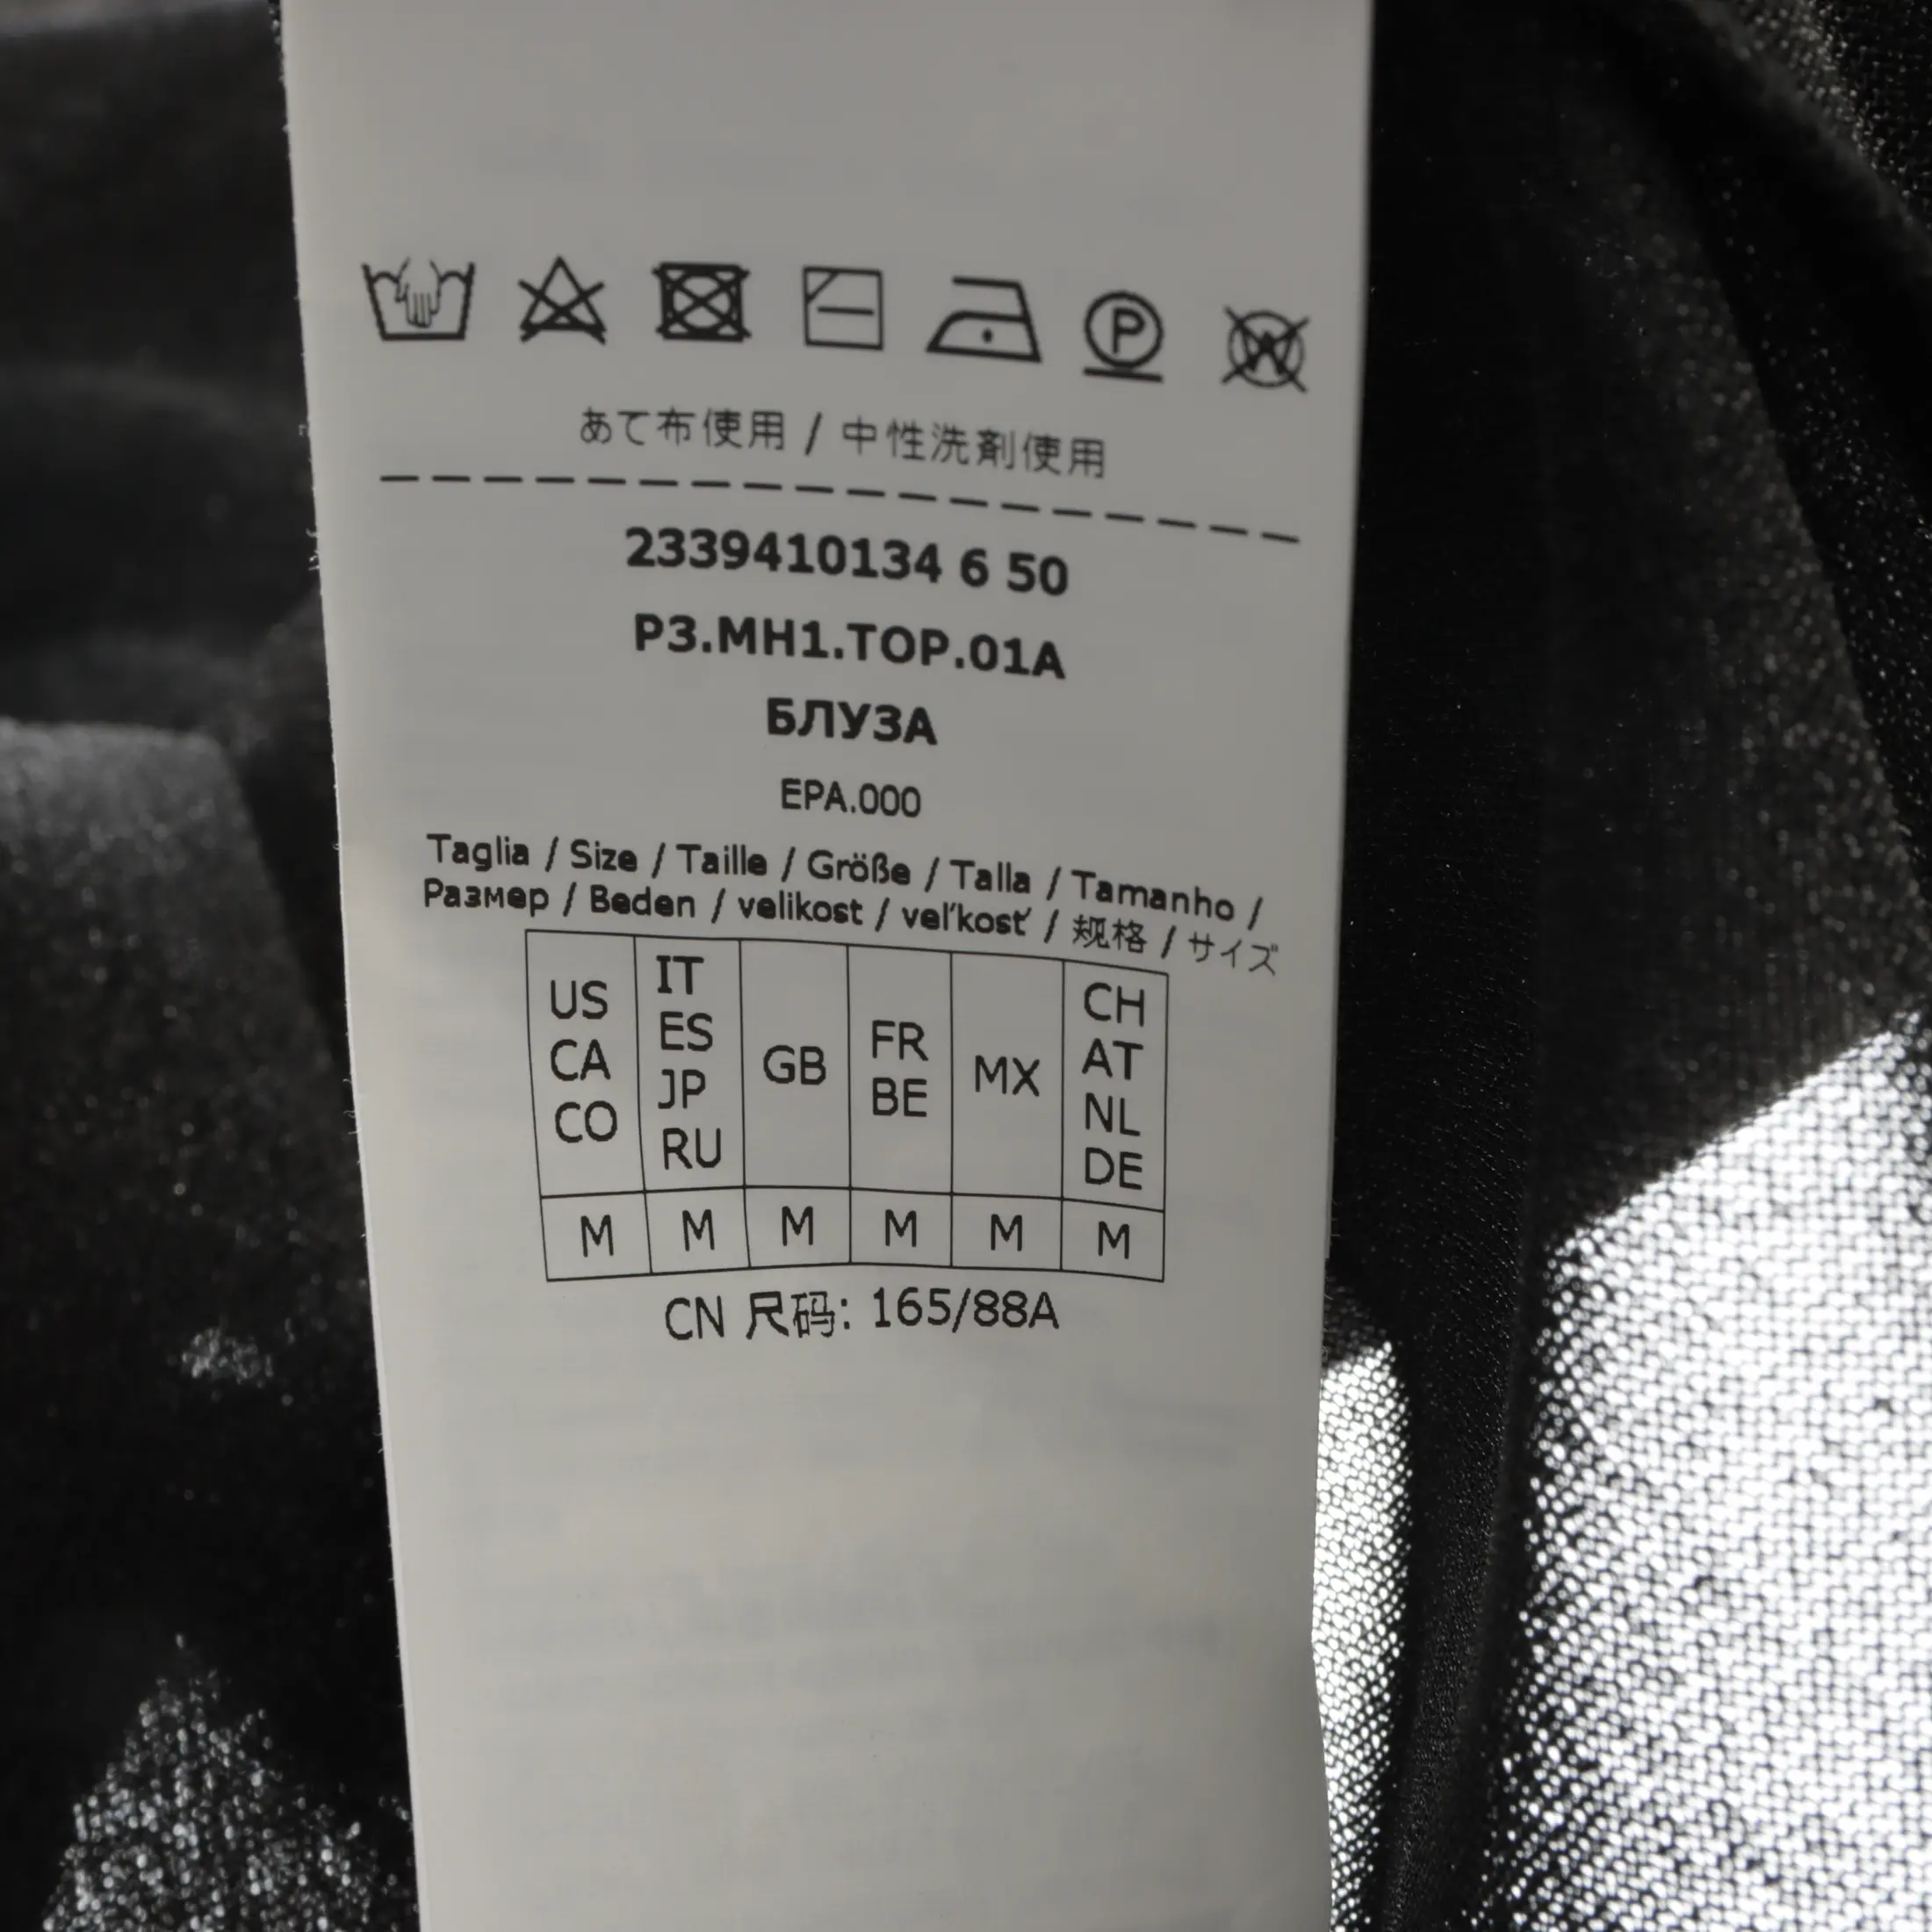 P
W
あて布使用 / 中性洗剤使用
2339410134 6 50
P3.MH1.TOP.01A
БЛУЗА
EPA.000
Taglia / Size / Taille / Größe / Talla / Tamanho /
Размер / Beden / velikost / veľkosť / 规格 / サイズ
US CA CO IT ES JP RU GB FR BE MX CH AT NL DE
M M M M M M
CN 尺码: 165/88A